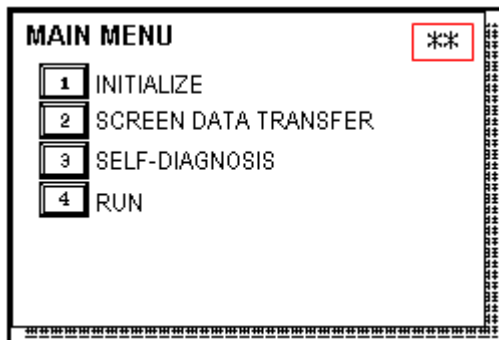 MAIN MENU **
1 INITIALIZE
2 SCREEN DATA TRANSFER
3 SELF-DIAGNOSIS
4 RUN